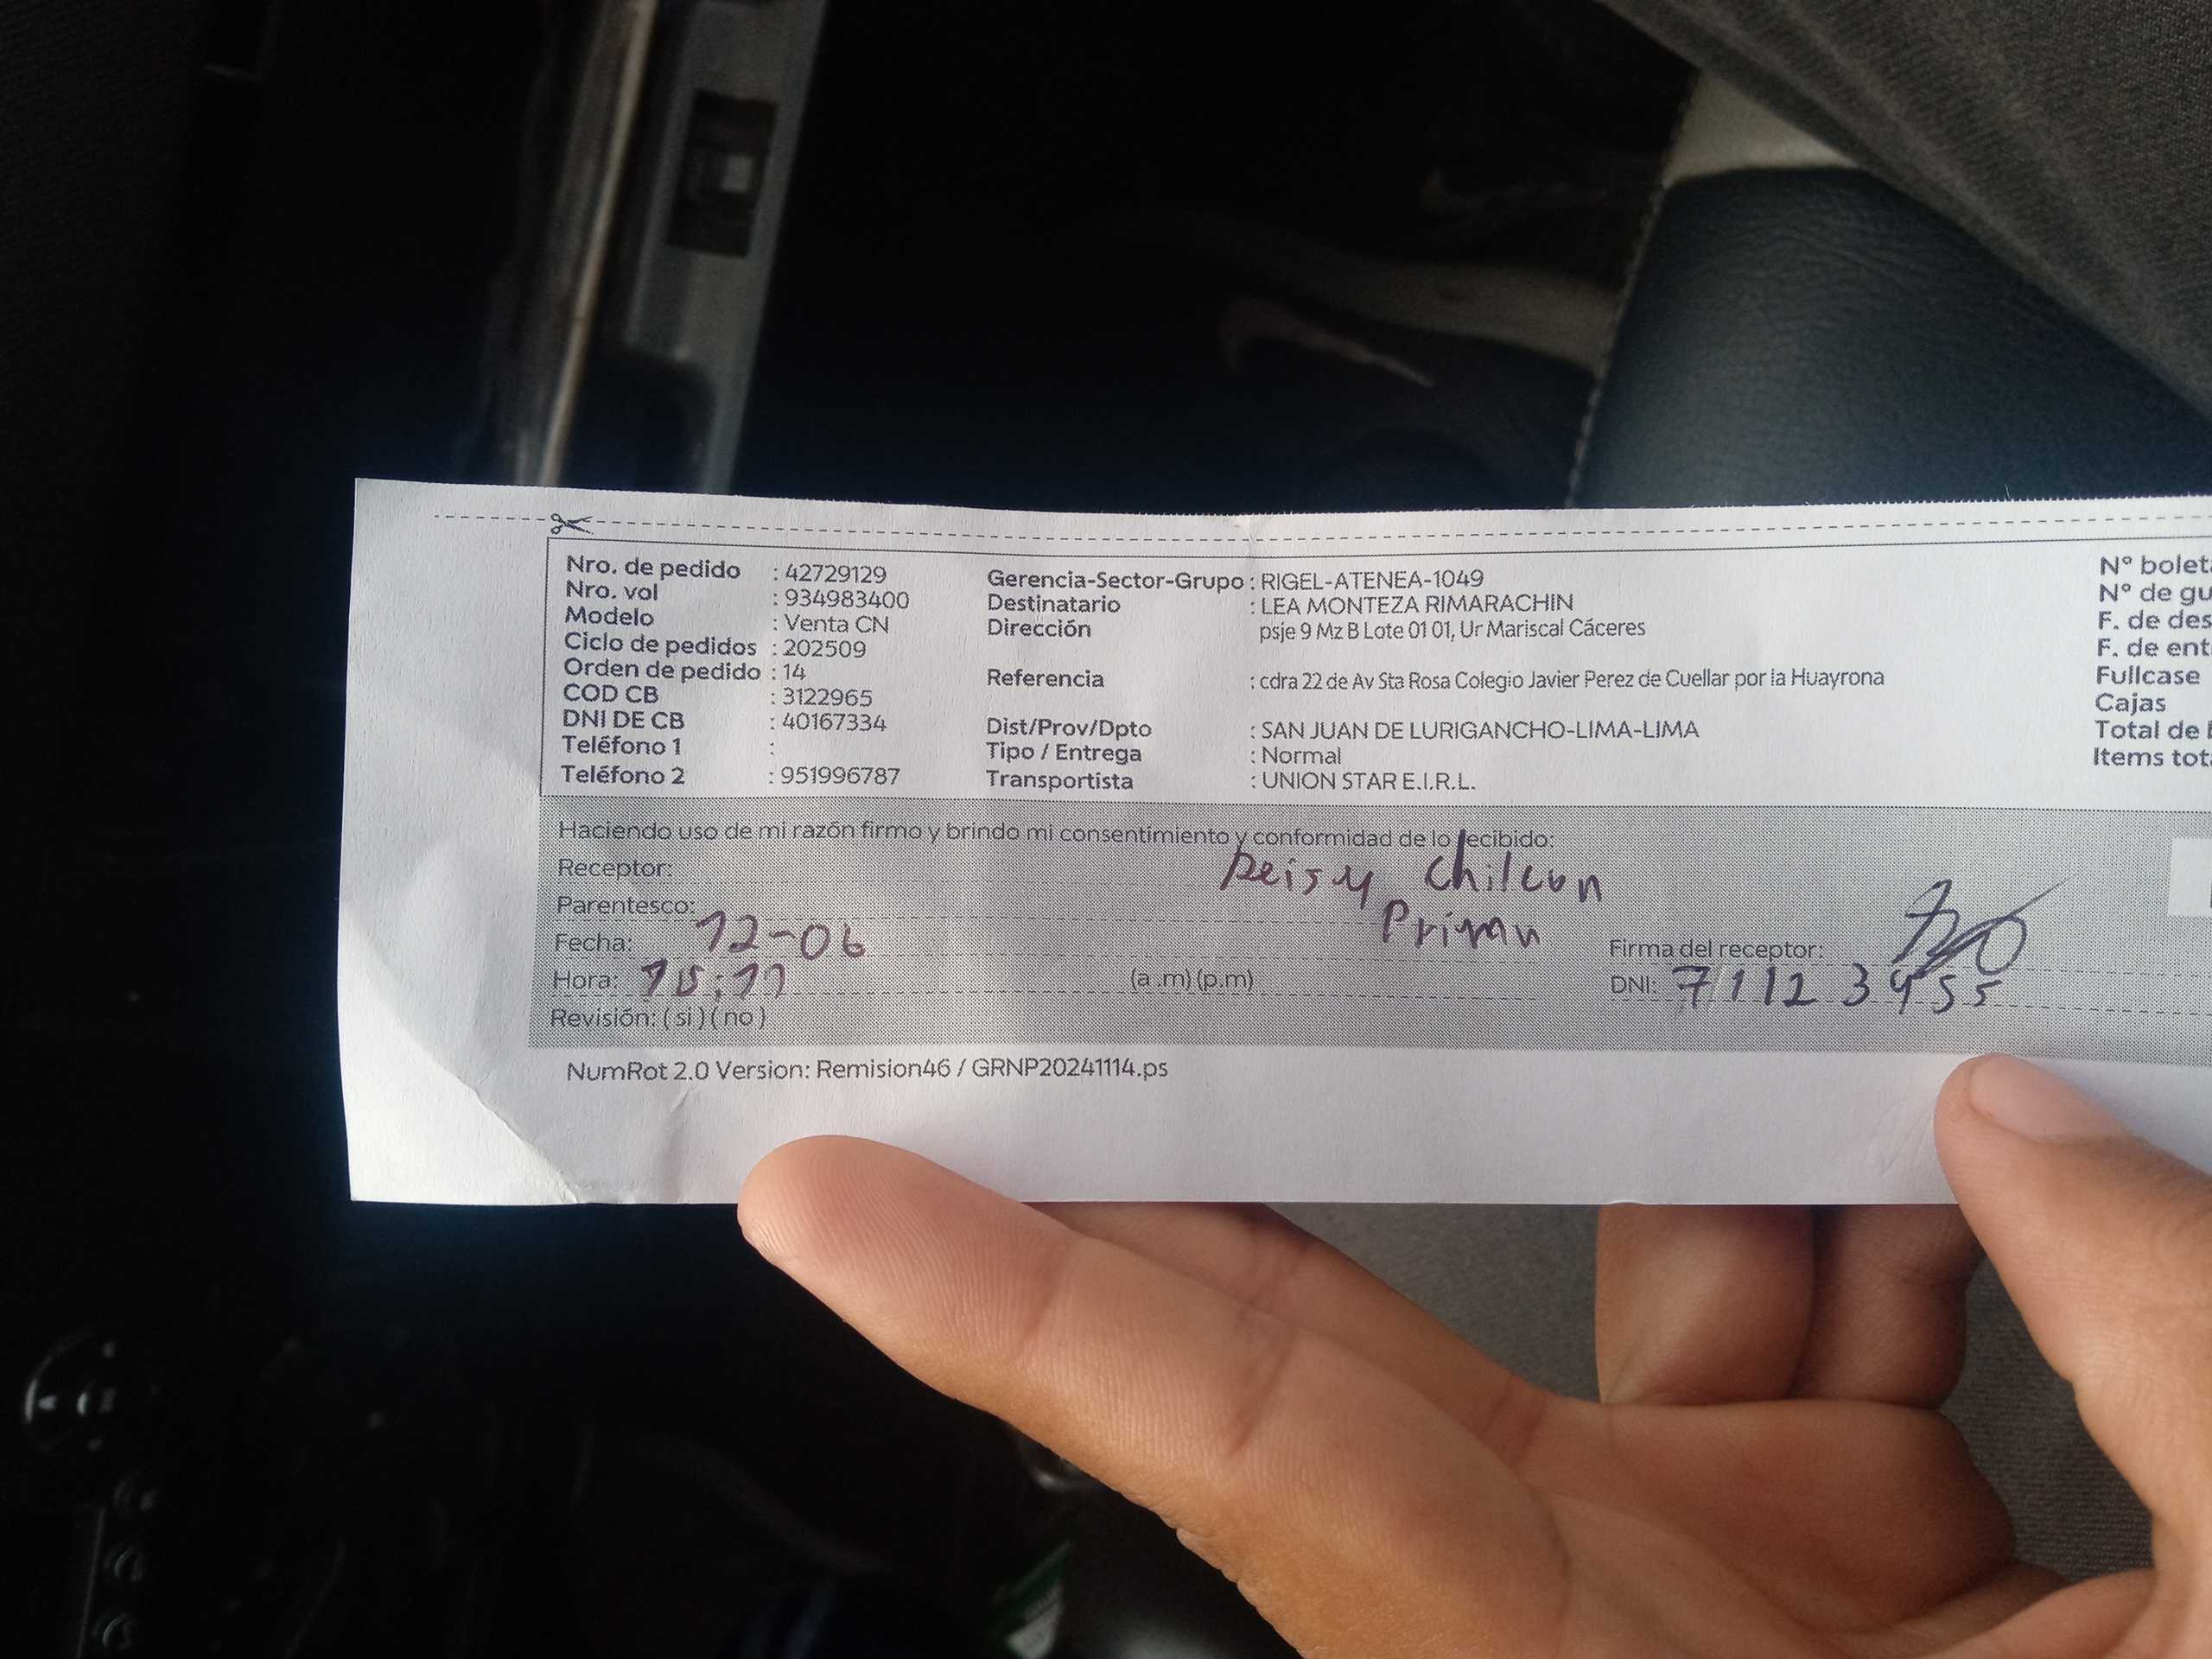 Nro. de pedido : 42729129
Nro. vol : 934983400
Modelo : Venta CN
Ciclo de pedidos : 202509
Orden de pedido : 14
COD CB : 3122965
DNI DE CB : 40167334
Teléfono 1 :
Teléfono 2 : 951996787
Gerencia-Sector-Grupo : RIGEL-ATENEA-1049
Destinatario : LEA MONTEZA RIMARACHIN
Dirección psje 9 Mz B Lote 01 01, Ur Mariscal Cáceres
Referencia : cdra 22 de Av Sta Rosa Colegio Javier Perez de Cuellar por la Huayrona
Dist/Prov/Dpto : SAN JUAN DE LURIGANCHO-LIMA-LIMA
Tipo / Entrega : Normal
Transportista : UNION STAR E.I.R.L.
Nº bolet
Nº de gu
F. de des
F. de ent
Fullcase
Cajas
Total de
Items tot
Haciendo uso de mi razón firmo y brindo mi consentimiento y conformidad de lo recibido:
Receptor: Deisy Chilcon
Parentesco:
Fecha: 12-06
Hora: (a .m) (p.m)
Revisión: ( si ) ( no )
Firma del receptor:
DNI: 71123455
NumRot 2.0 Version: Remision46 / GRNP20241114.ps